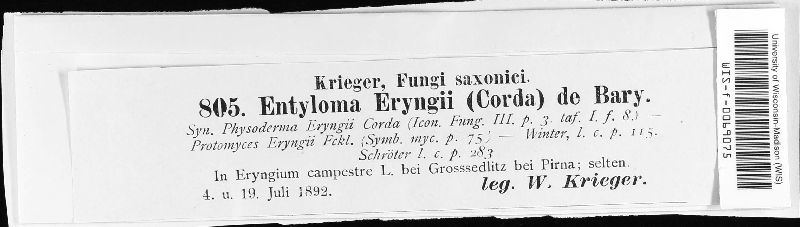 Krieger, Fungi saxonici.
805. Entyloma Eryngii (Corda) de Bary.
Syn. Physoderma Eryngii Corda (Icon. Fung. III. p. 3. taf. I. f. 8.) —
Protomyces Eryngii Fckl. (Symb. myc. p. 75) — Winter, l. c. p. 115.
Schröter l. c. p. 283
In Eryngium campestre L. bei Grosssedlitz bei Pirna; selten.
4. u. 19. Juli 1892.
leg. W. Krieger.
University of Wisconsin-Madison (WIS)
WIS-f-0069075